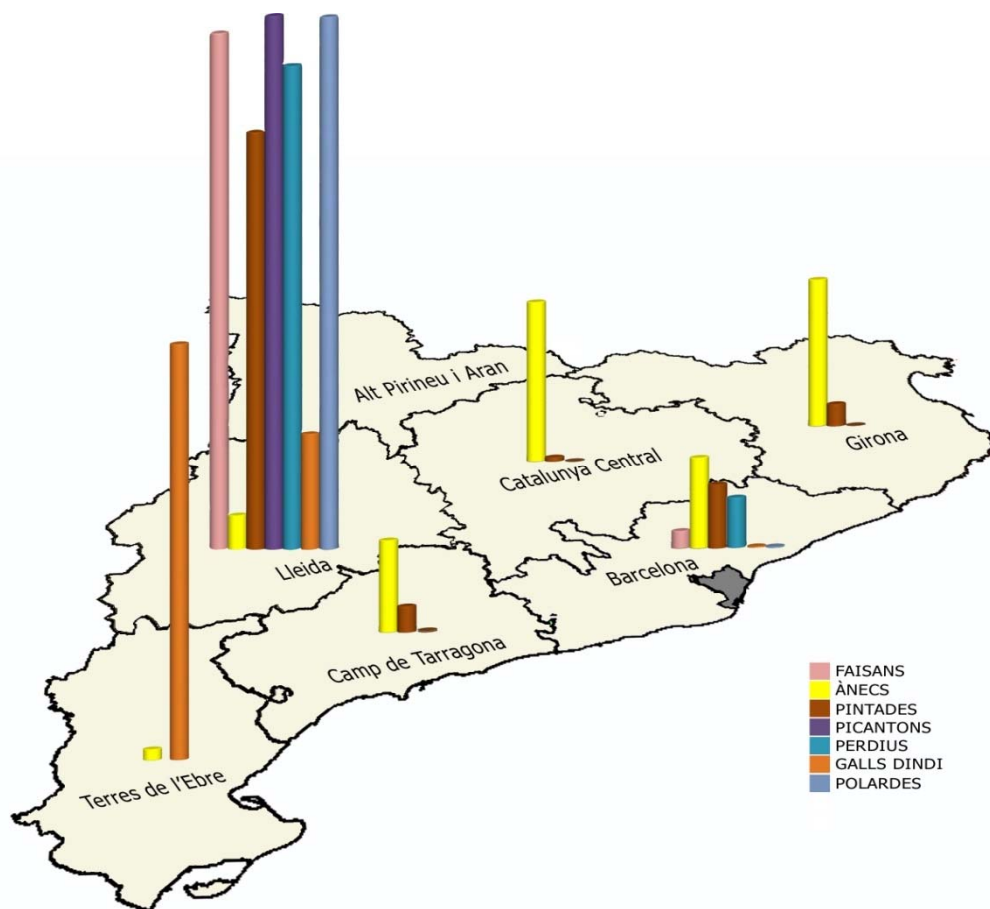 Alt Pirineu i Aran
Girona
Catalunya Central
Lleida
Barcelona
Camp de Tarragona
Terres de l'Ebre
FAISANS
ÀNECS
PINTADES
PICANTONS
PERDIUS
GALLS DINDI
POLARDES